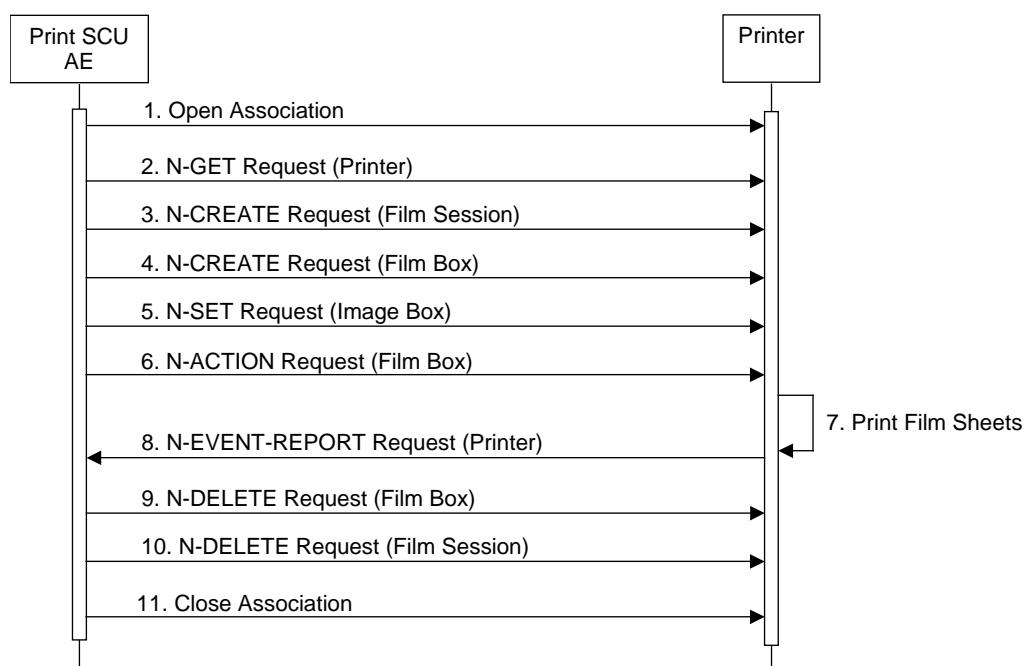 Print SCU
AE
Printer
1. Open Association
2. N-GET Request (Printer)
3. N-CREATE Request (Film Session)
4. N-CREATE Request (Film Box)
5. N-SET Request (Image Box)
6. N-ACTION Request (Film Box)
7. Print Film Sheets
8. N-EVENT-REPORT Request (Printer)
9. N-DELETE Request (Film Box)
10. N-DELETE Request (Film Session)
11. Close Association